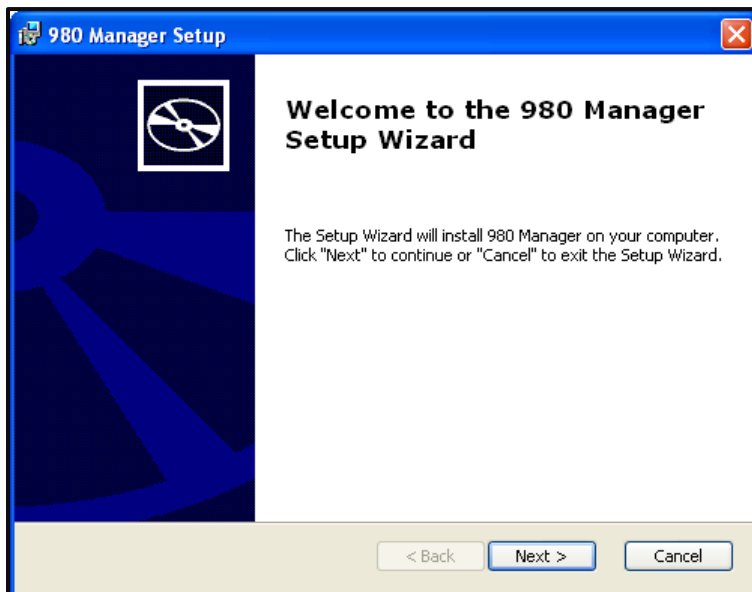 980 Manager Setup
Welcome to the 980 Manager
Setup Wizard
The Setup Wizard will install 980 Manager on your computer.
Click "Next" to continue or "Cancel" to exit the Setup Wizard.
< Back Next > Cancel